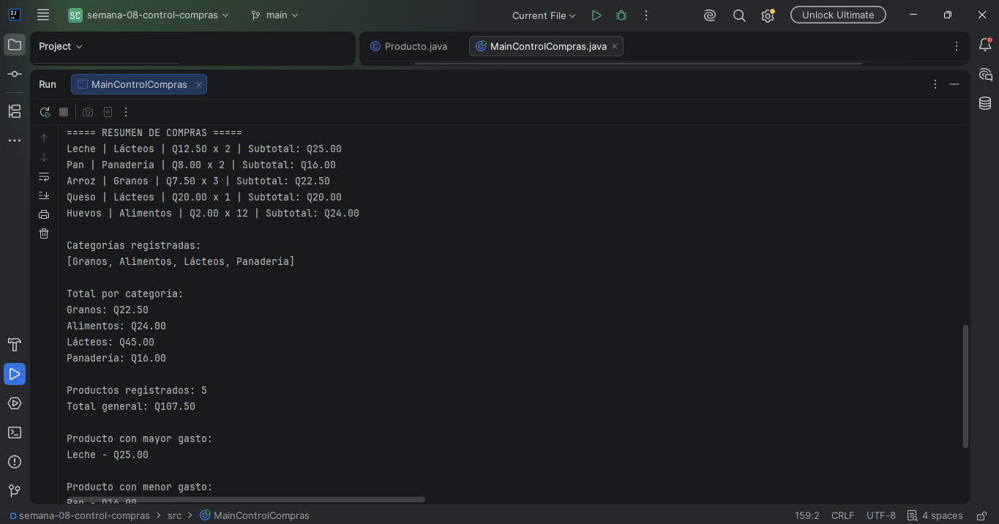 SC semana-08-control-compras main Current File Unlock Ultimate
Project Producto.java MainControlCompras.java
Run MainControlCompras
===== RESUMEN DE COMPRAS =====
Leche | Lácteos | Q12.50 x 2 | Subtotal: Q25.00
Pan | Panadería | Q8.00 x 2 | Subtotal: Q16.00
Arroz | Granos | Q7.50 x 3 | Subtotal: Q22.50
Queso | Lácteos | Q20.00 x 1 | Subtotal: Q20.00
Huevos | Alimentos | Q2.00 x 12 | Subtotal: Q24.00
Categorías registradas:
[Granos, Alimentos, Lácteos, Panadería]
Total por categoría:
Granos: Q22.50
Alimentos: Q24.00
Lácteos: Q45.00
Panadería: Q16.00
Productos registrados: 5
Total general: Q107.50
Producto con mayor gasto:
Leche - Q25.00
Producto con menor gasto:
Pan - Q16.00
semana-08-control-compras > src > MainControlCompras 159:2 CRLF UTF-8 4 spaces